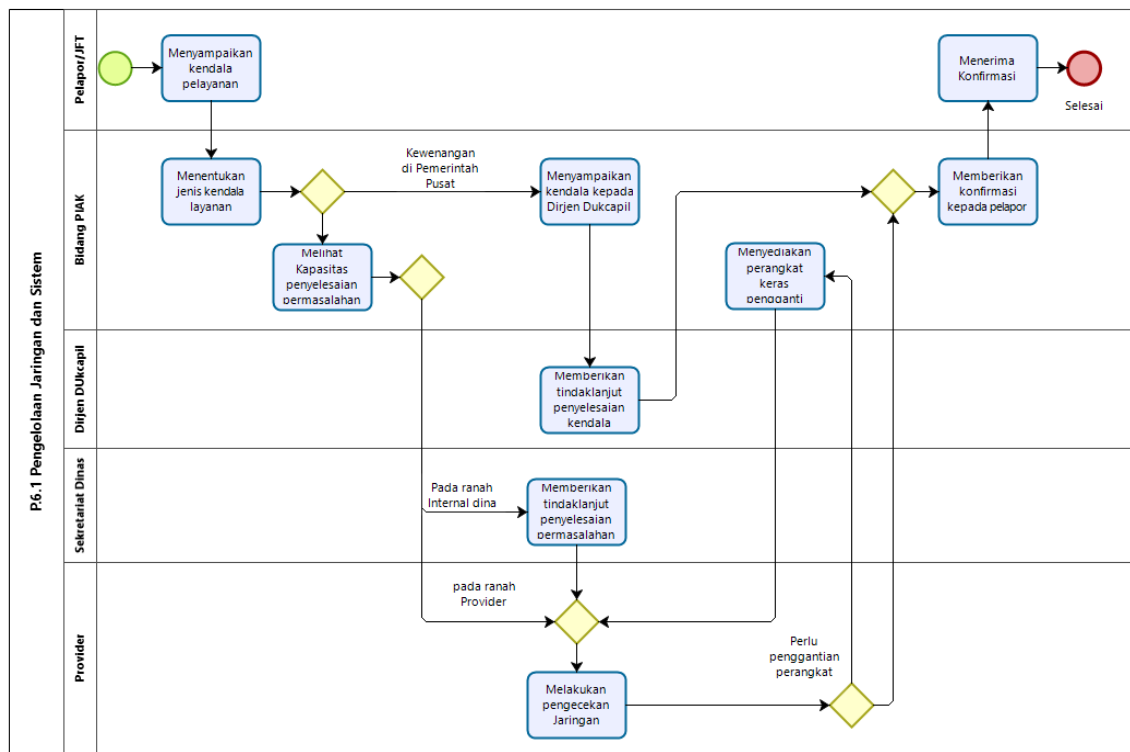 P.6.1 Pengelolaan Jaringan dan Sistem
Pelapor/JFT
Menyampaikan
kendala
pelayanan
Menerima
Konfirmasi
Selesai
Bidang PIAK
Menentukan
jenis kendala
layanan
Kewenangan
di Pemerintah
Pusat
Menyampaikan
kendala kepada
Dirjen Dukcapil
Memberikan
konfirmasi
kepada pelapor
Melihat
Kapasitas
penyelesaian
permasalahan
Menyediakan
perangkat
keras
pengganti
Dirjen DUkcapil
Memberikan
tindaklanjut
penyelesaian
kendala
Sekretariat Dinas
Pada ranah
Internal dina
Memberikan
tindaklanjut
penyelesaian
permasalahan
Provider
pada ranah
Provider
Perlu
penggantian
perangkat
Melakukan
pengecekan
Jaringan